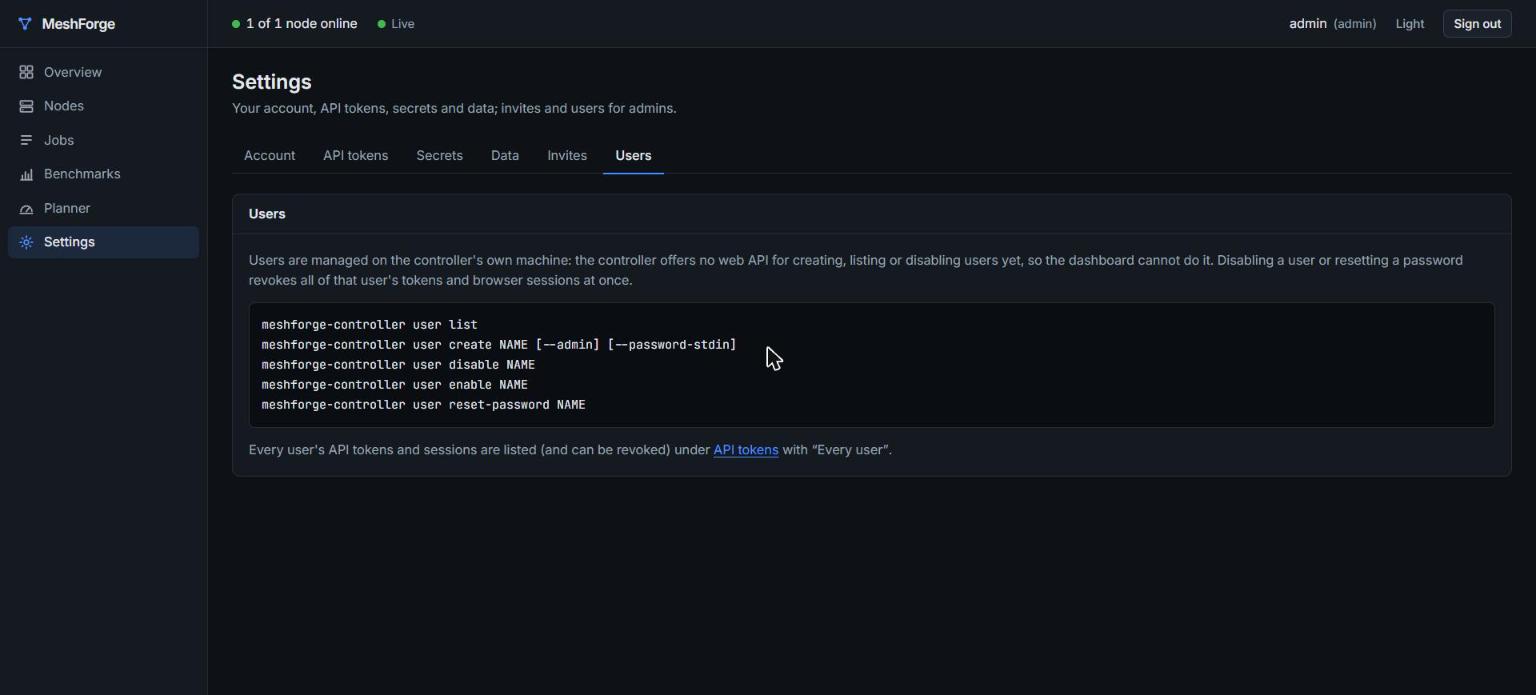 MeshForge
1 of 1 node online
Live
admin (admin)
Light
Sign out
Overview
Nodes
Jobs
Benchmarks
Planner
Settings
Settings
Your account, API tokens, secrets and data; invites and users for admins.
Account
API tokens
Secrets
Data
Invites
Users
Users
Users are managed on the controller's own machine: the controller offers no web API for creating, listing or disabling users yet, so the dashboard cannot do it. Disabling a user or resetting a password
revokes all of that user's tokens and browser sessions at once.
meshforge-controller user list
meshforge-controller user create NAME [--admin] [--password-stdin]
meshforge-controller user disable NAME
meshforge-controller user enable NAME
meshforge-controller user reset-password NAME
Every user's API tokens and sessions are listed (and can be revoked) under API tokens with “Every user”.